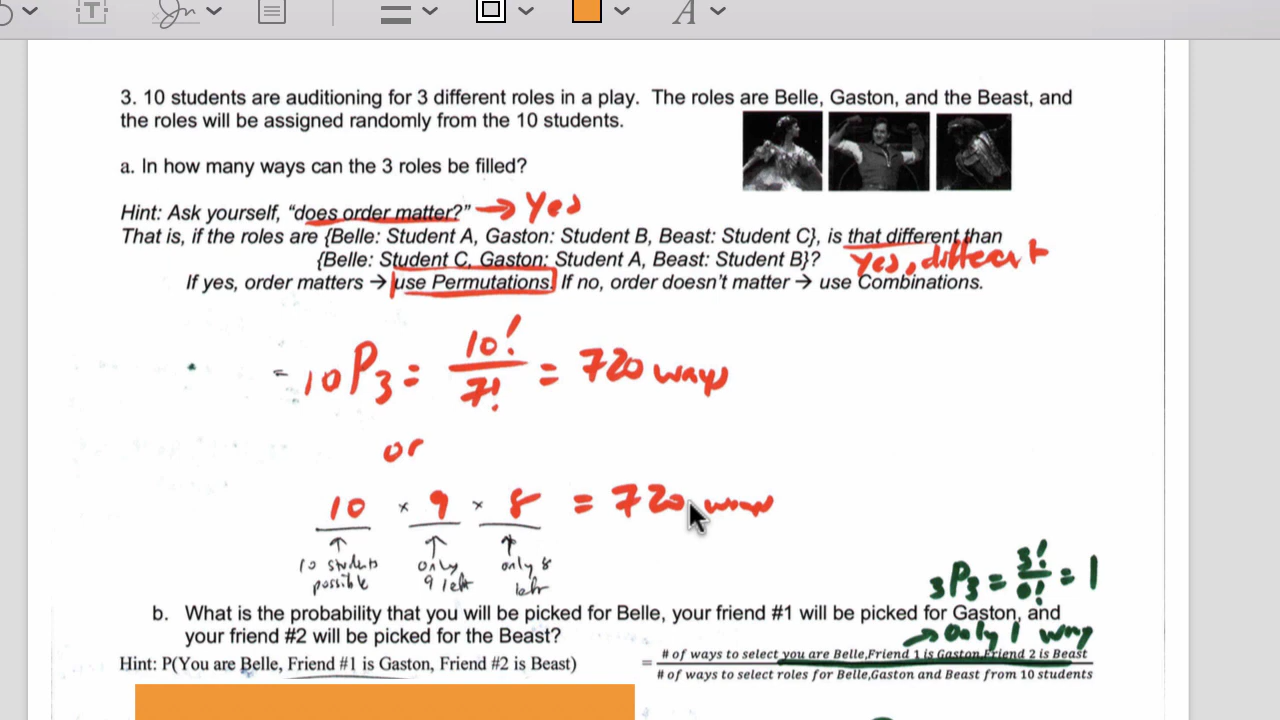 3. 10 students are auditioning for 3 different roles in a play. The roles are Belle, Gaston, and the Beast, and
the roles will be assigned randomly from the 10 students.
a. In how many ways can the 3 roles be filled?
Hint: Ask yourself, “does order matter?” → Yes
That is, if the roles are {Belle: Student A, Gaston: Student B, Beast: Student C}, is that different than
{Belle: Student C, Gaston: Student A, Beast: Student B}? Yes, different
If yes, order matters → use Permutations. If no, order doesn’t matter → use Combinations.
= 10P3 = 10!/7! = 720 ways
or
10 × 9 × 8 = 720 ways
↑ ↑ ↑
10 students only only 8
possible 9 left left
3P3 = 3!/0! = 1
b. What is the probability that you will be picked for Belle, your friend #1 will be picked for Gaston, and
your friend #2 will be picked for the Beast?
→ only 1 way
Hint: P(You are Belle, Friend #1 is Gaston, Friend #2 is Beast) = # of ways to select you are Belle,Friend 1 is Gaston,Friend 2 is Beast
# of ways to select roles for Belle,Gaston and Beast from 10 students